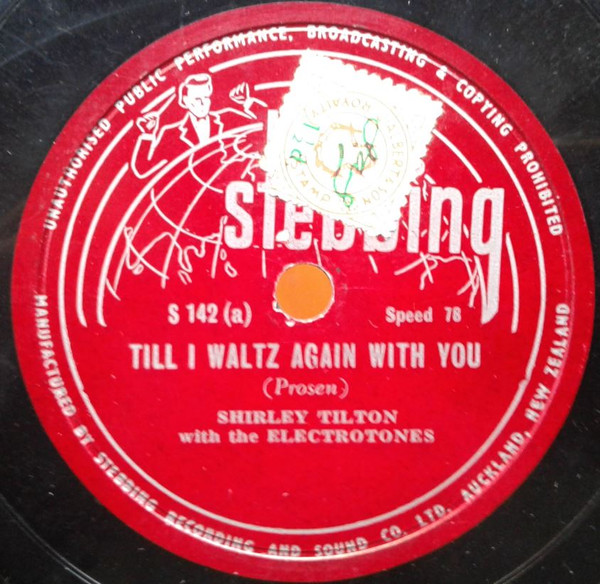 UNAUTHORISED PUBLIC PERFORMANCE, BROADCASTING & COPYING PROHIBITED
stebbing
S 142 (a)
Speed 78
TILL I WALTZ AGAIN WITH YOU
(Prosen)
SHIRLEY TILTON
with the ELECTROTONES
MANUFACTURED BY STEBBING RECORDING AND SOUND CO. LTD. AUCKLAND, NEW ZEALAND